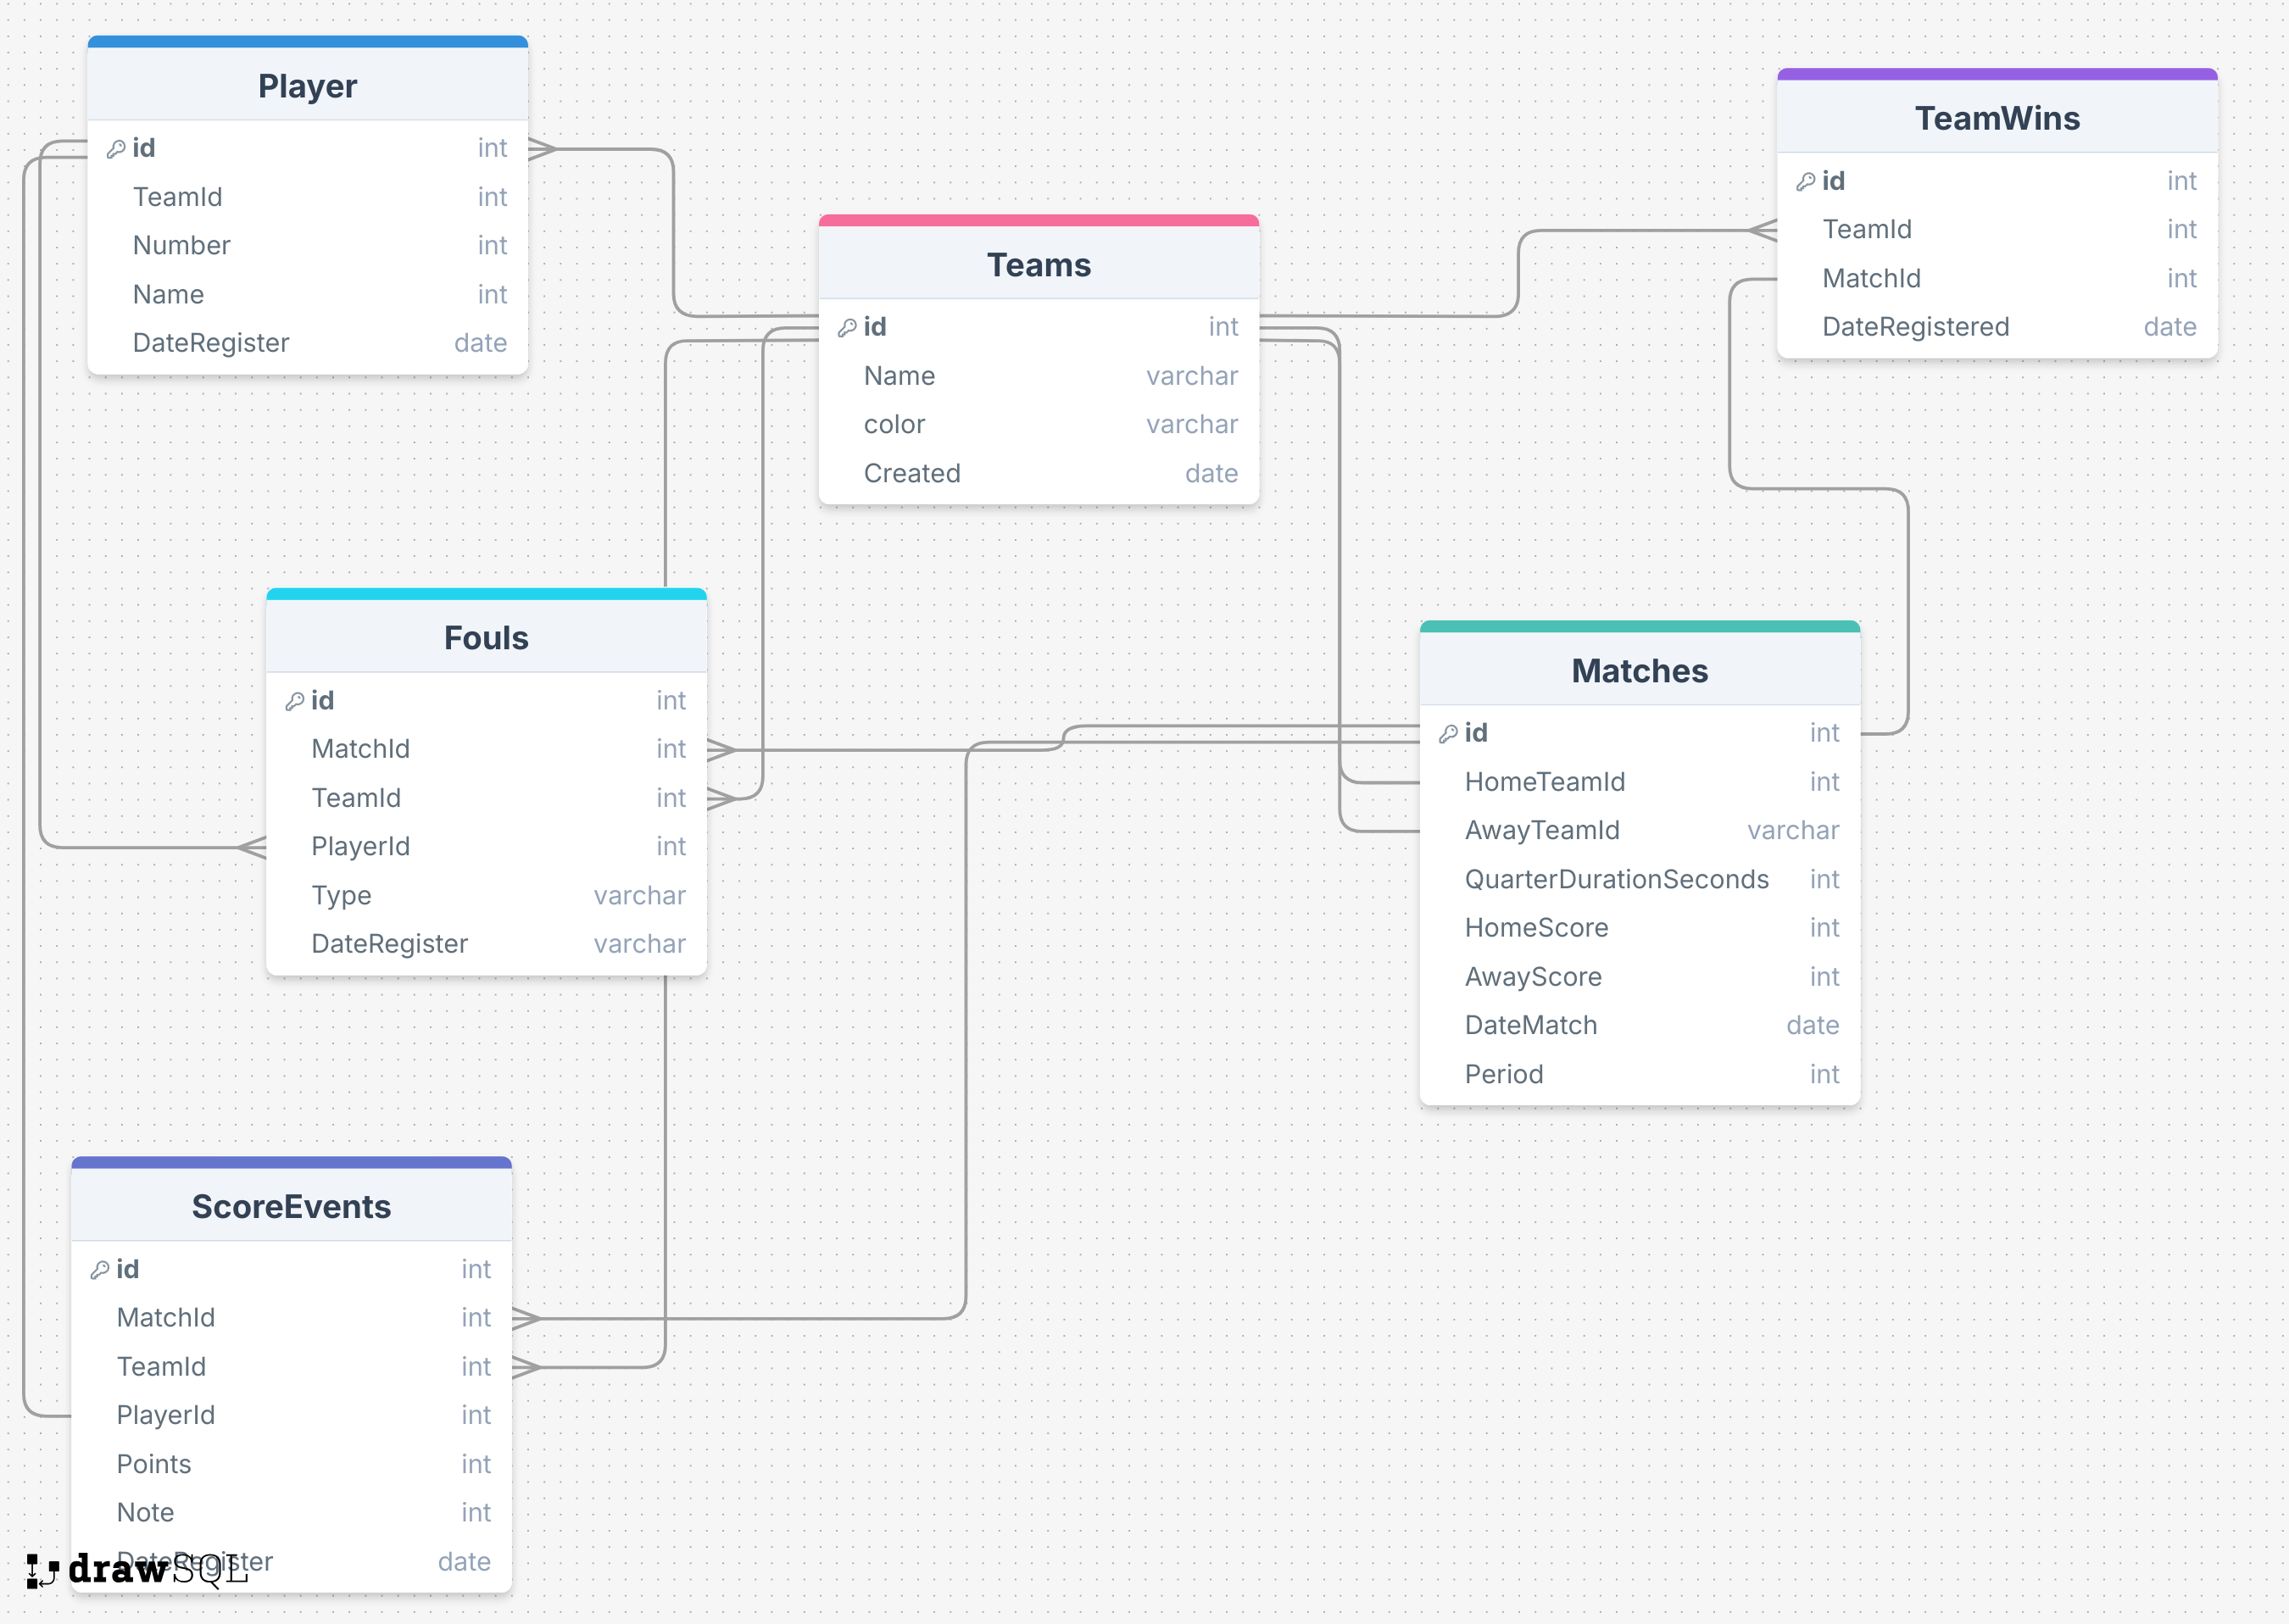 Player
id int
TeamId int
Number int
Name int
DateRegister date
TeamWins
id int
TeamId int
MatchId int
DateRegistered date
Teams
id int
Name varchar
color varchar
Created date
Fouls
id int
MatchId int
TeamId int
PlayerId int
Type varchar
DateRegister varchar
Matches
id int
HomeTeamId int
AwayTeamId varchar
QuarterDurationSeconds int
HomeScore int
AwayScore int
DateMatch date
Period int
ScoreEvents
id int
MatchId int
TeamId int
PlayerId int
Points int
Note int
DateRegister date
drawSQL